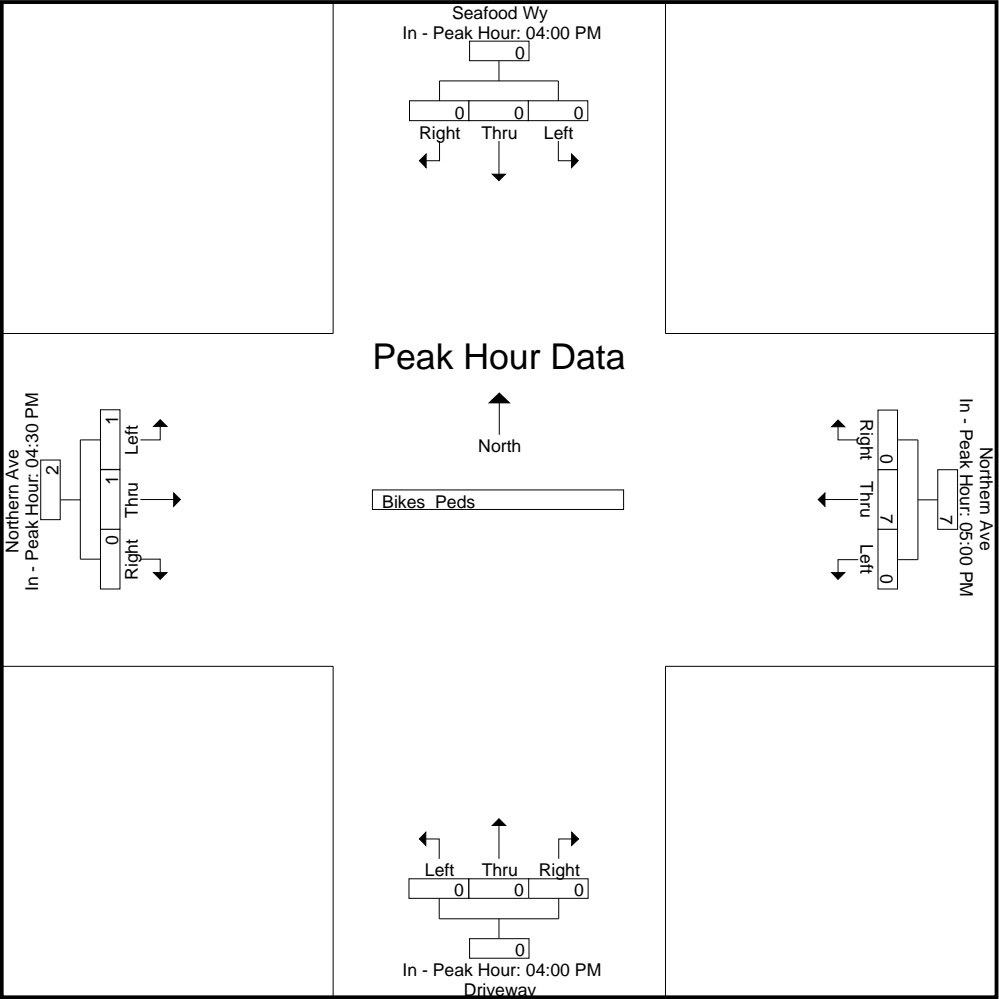 Seafood Wy
In - Peak Hour: 04:00 PM
0
0 0 0
Right Thru Left
Peak Hour Data
North
Bikes Peds
Northern Ave
In - Peak Hour: 04:30 PM
2
1 1 0
Left Thru Right
Northern Ave
In - Peak Hour: 05:00 PM
7
0 7 0
Right Thru Left
Left Thru Right
0 0 0
0
In - Peak Hour: 04:00 PM
Driveway